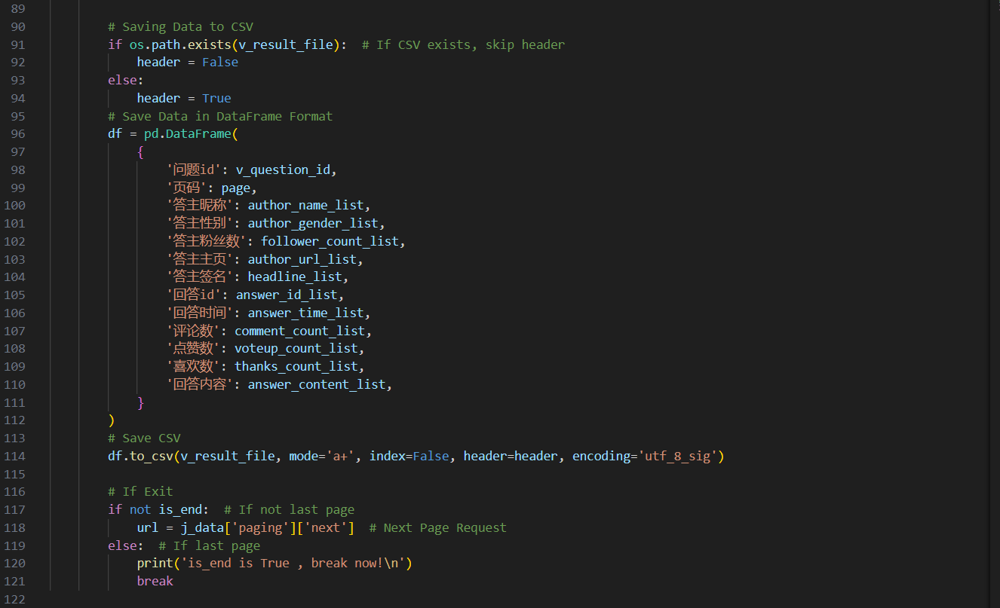 89
90 # Saving Data to CSV
91 if os.path.exists(v_result_file):  # If CSV exists, skip header
92     header = False
93 else:
94     header = True
95 # Save Data in DataFrame Format
96 df = pd.DataFrame(
97     {
98         '问题id': v_question_id,
99         '页码': page,
100         '答主昵称': author_name_list,
101         '答主性别': author_gender_list,
102         '答主粉丝数': follower_count_list,
103         '答主主页': author_url_list,
104         '答主签名': headline_list,
105         '回答id': answer_id_list,
106         '回答时间': answer_time_list,
107         '评论数': comment_count_list,
108         '点赞数': voteup_count_list,
109         '喜欢数': thanks_count_list,
110         '回答内容': answer_content_list,
111     }
112 )
113 # Save CSV
114 df.to_csv(v_result_file, mode='a+', index=False, header=header, encoding='utf_8_sig')
115
116 # If Exit
117 if not is_end:  # If not last page
118     url = j_data['paging']['next']  # Next Page Request
119 else:  # If last page
120     print('is_end is True , break now!\n')
121     break
122